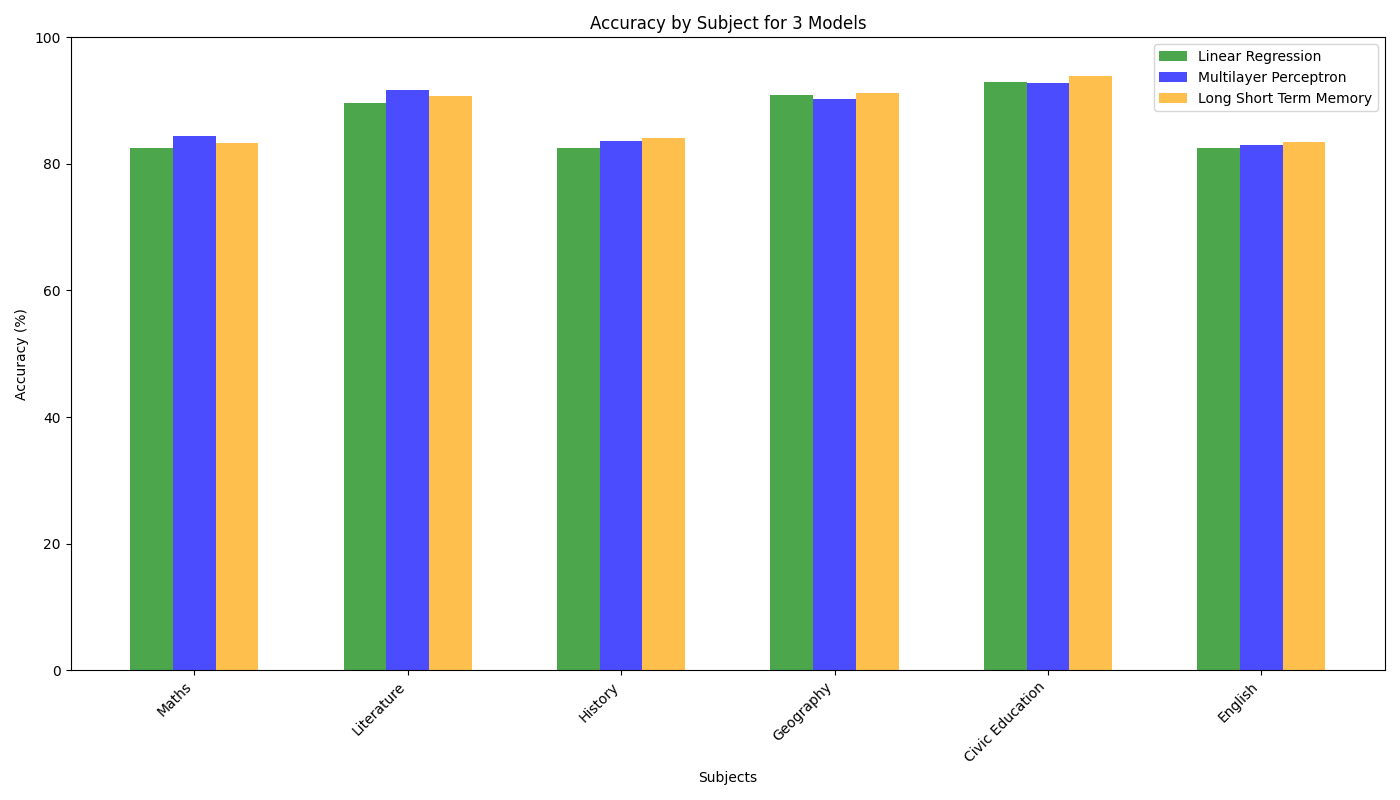 Accuracy by Subject for 3 Models
Linear Regression
Multilayer Perceptron
Long Short Term Memory
Accuracy (%)
100
80
60
40
20
0
Maths
Literature
History
Geography
Civic Education
English
Subjects